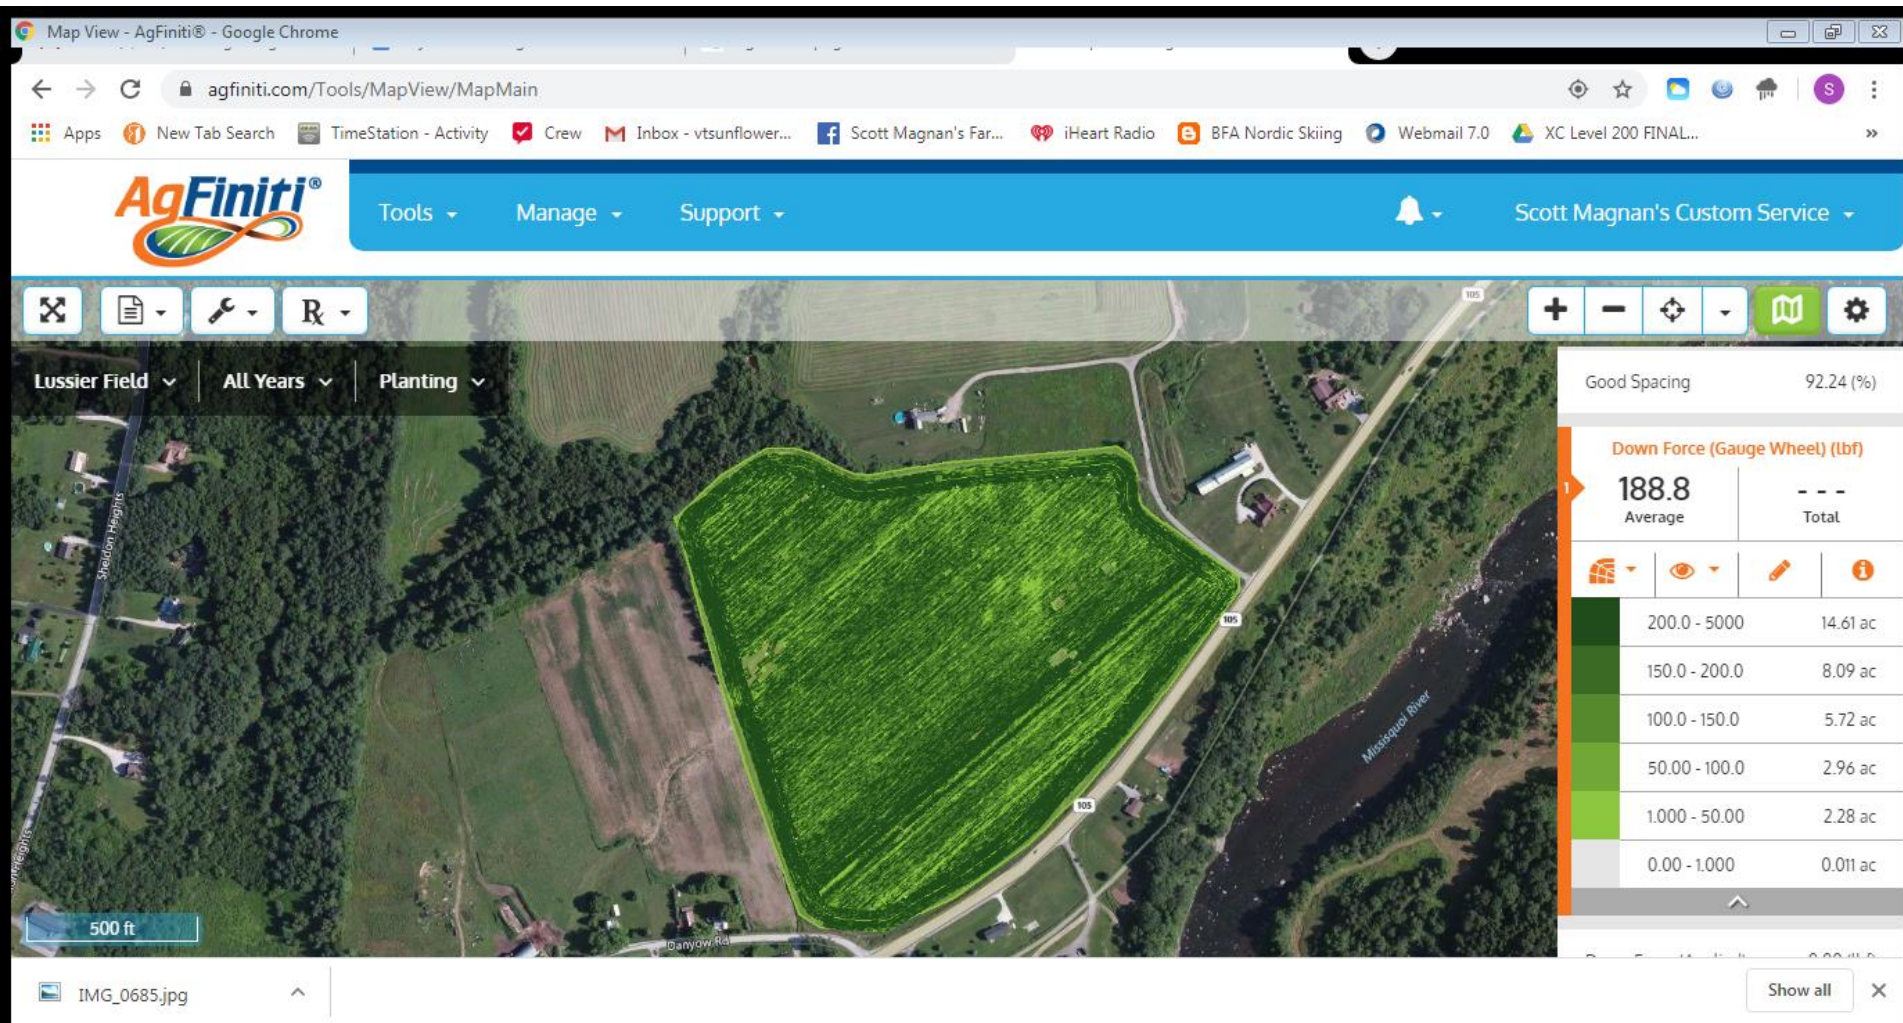 Map View - AgFiniti® - Google Chrome
agfiniti.com/Tools/MapView/MapMain
S
Apps New Tab Search TimeStation - Activity Crew Inbox - vtsunflower... Scott Magnan's Far... iHeart Radio BFA Nordic Skiing Webmail 7.0 XC Level 200 FINAL... »
AgFiniti®
Tools Manage Support Scott Magnan's Custom Service
Rx
105
Lussier Field All Years Planting
Good Spacing 92.24 (%)
Down Force (Gauge Wheel) (lbf)
1
188.8 - - -
Average Total
Sheldon Heights
200.0 - 5000 14.61 ac
105
150.0 - 200.0 8.09 ac
100.0 - 150.0 5.72 ac
Missisquoi River
50.00 - 100.0 2.96 ac
105
1.000 - 50.00 2.28 ac
0.00 - 1.000 0.011 ac
500 ft
Danyow Rd
IMG_0685.jpg Show all